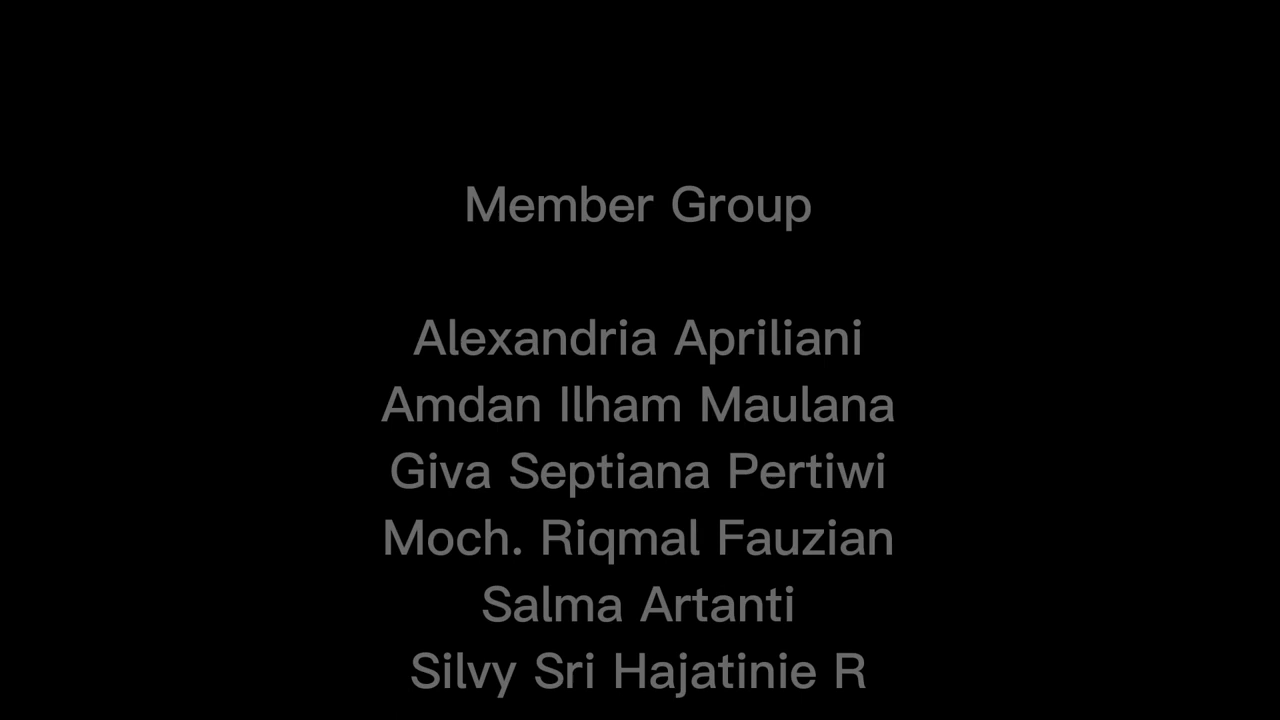 Member Group
Alexandria Apriliani
Amdan Ilham Maulana
Giva Septiana Pertiwi
Moch. Riqmal Fauzian
Salma Artanti
Silvy Sri Hajatinie R